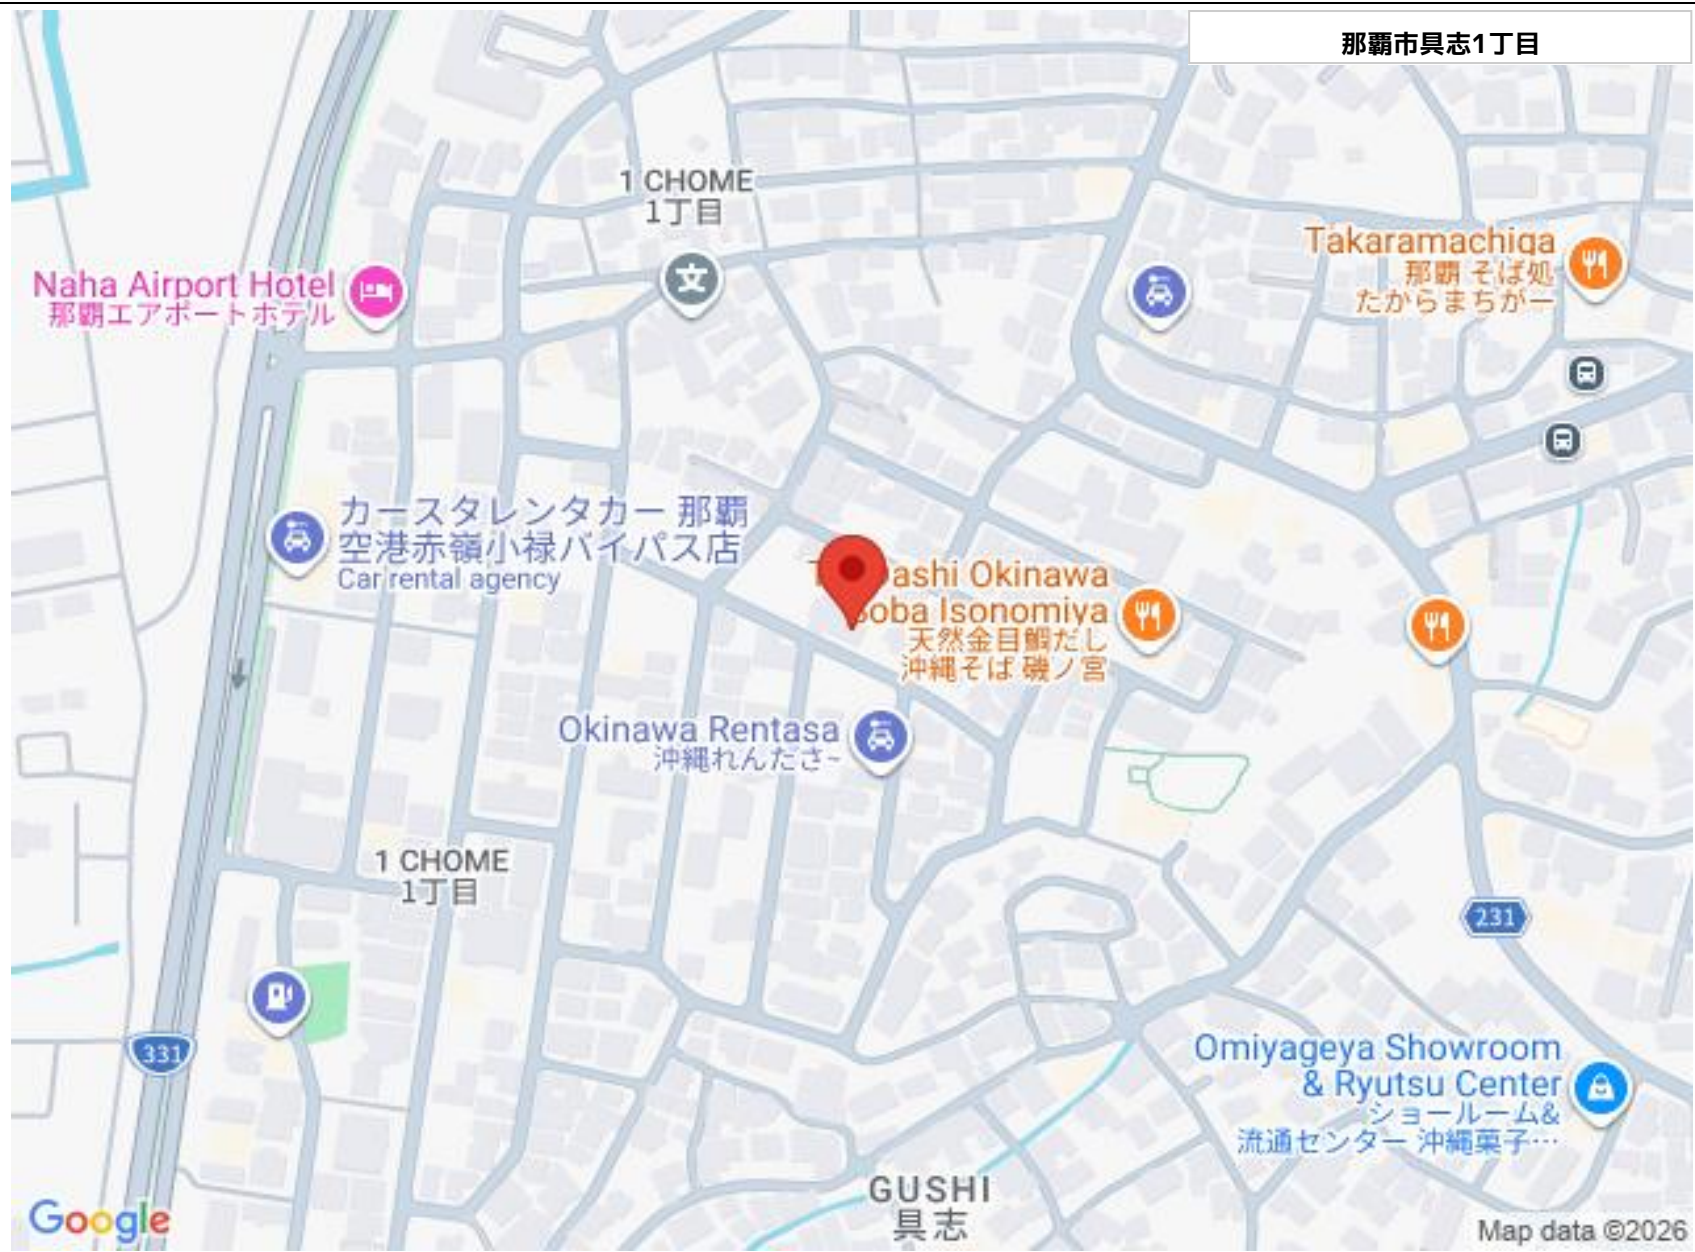 那覇市具志1丁目
1 CHOME
1丁目
文
Naha Airport Hotel
那覇エアポートホテル
Takaramachiga
那覇 そば処
たからまちがー
カースタレンタカー 那覇
空港赤嶺小禄バイパス店
Car rental agency
ashi Okinawa
oba Isonomiya
天然金目鯛だし
沖縄そば 磯ノ宮
Okinawa Rentasa
沖縄れんたさ~
1 CHOME
1丁目
231
331
Omiyageya Showroom
& Ryutsu Center
ショールーム&
流通センター 沖縄菓子…
GUSHI
具志
Google
Map data ©2026